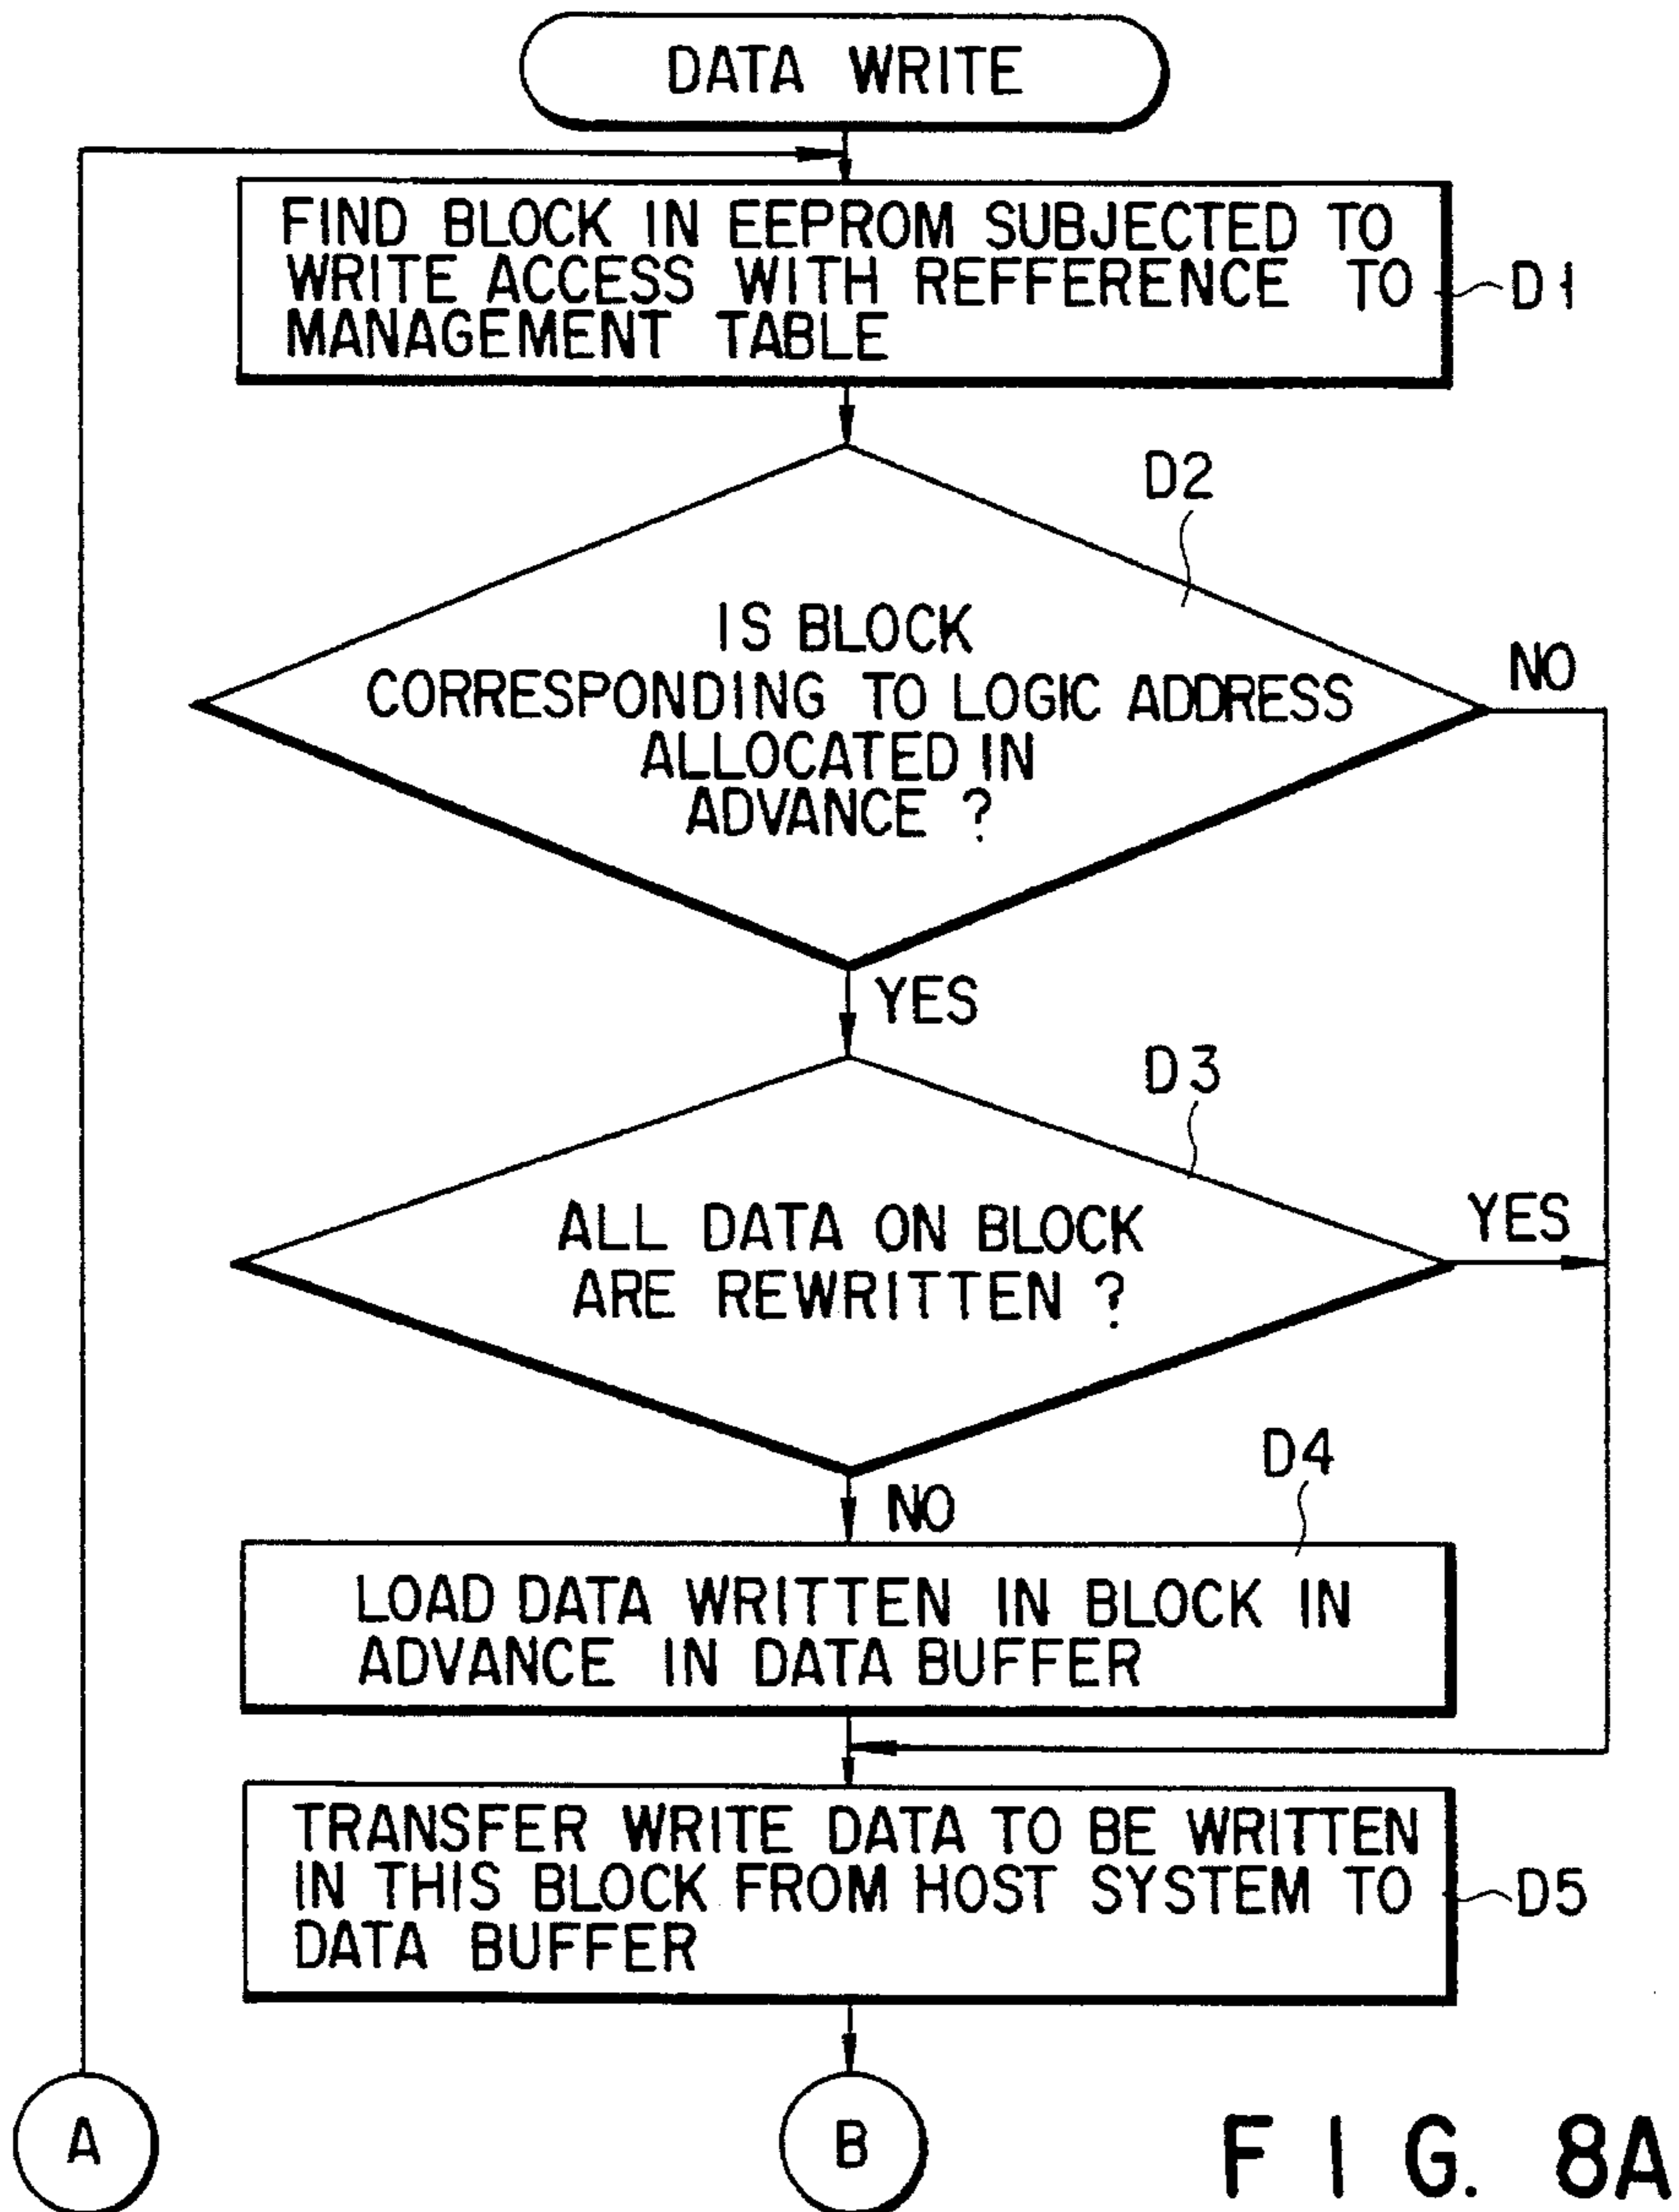 DATA WRITE
FIND BLOCK IN EEPROM SUBJECTED TO
WRITE ACCESS WITH REFFERENCE TO
MANAGEMENT TABLE
D1
D2
IS BLOCK
CORRESPONDING TO LOGIC ADDRESS
ALLOCATED IN
ADVANCE ?
NO
YES
D3
ALL DATA ON BLOCK
ARE REWRITTEN ?
YES
NO
D4
LOAD DATA WRITTEN IN BLOCK IN
ADVANCE IN DATA BUFFER
TRANSFER WRITE DATA TO BE WRITTEN
IN THIS BLOCK FROM HOST SYSTEM TO
DATA BUFFER
D5
A
B
FIG. 8A